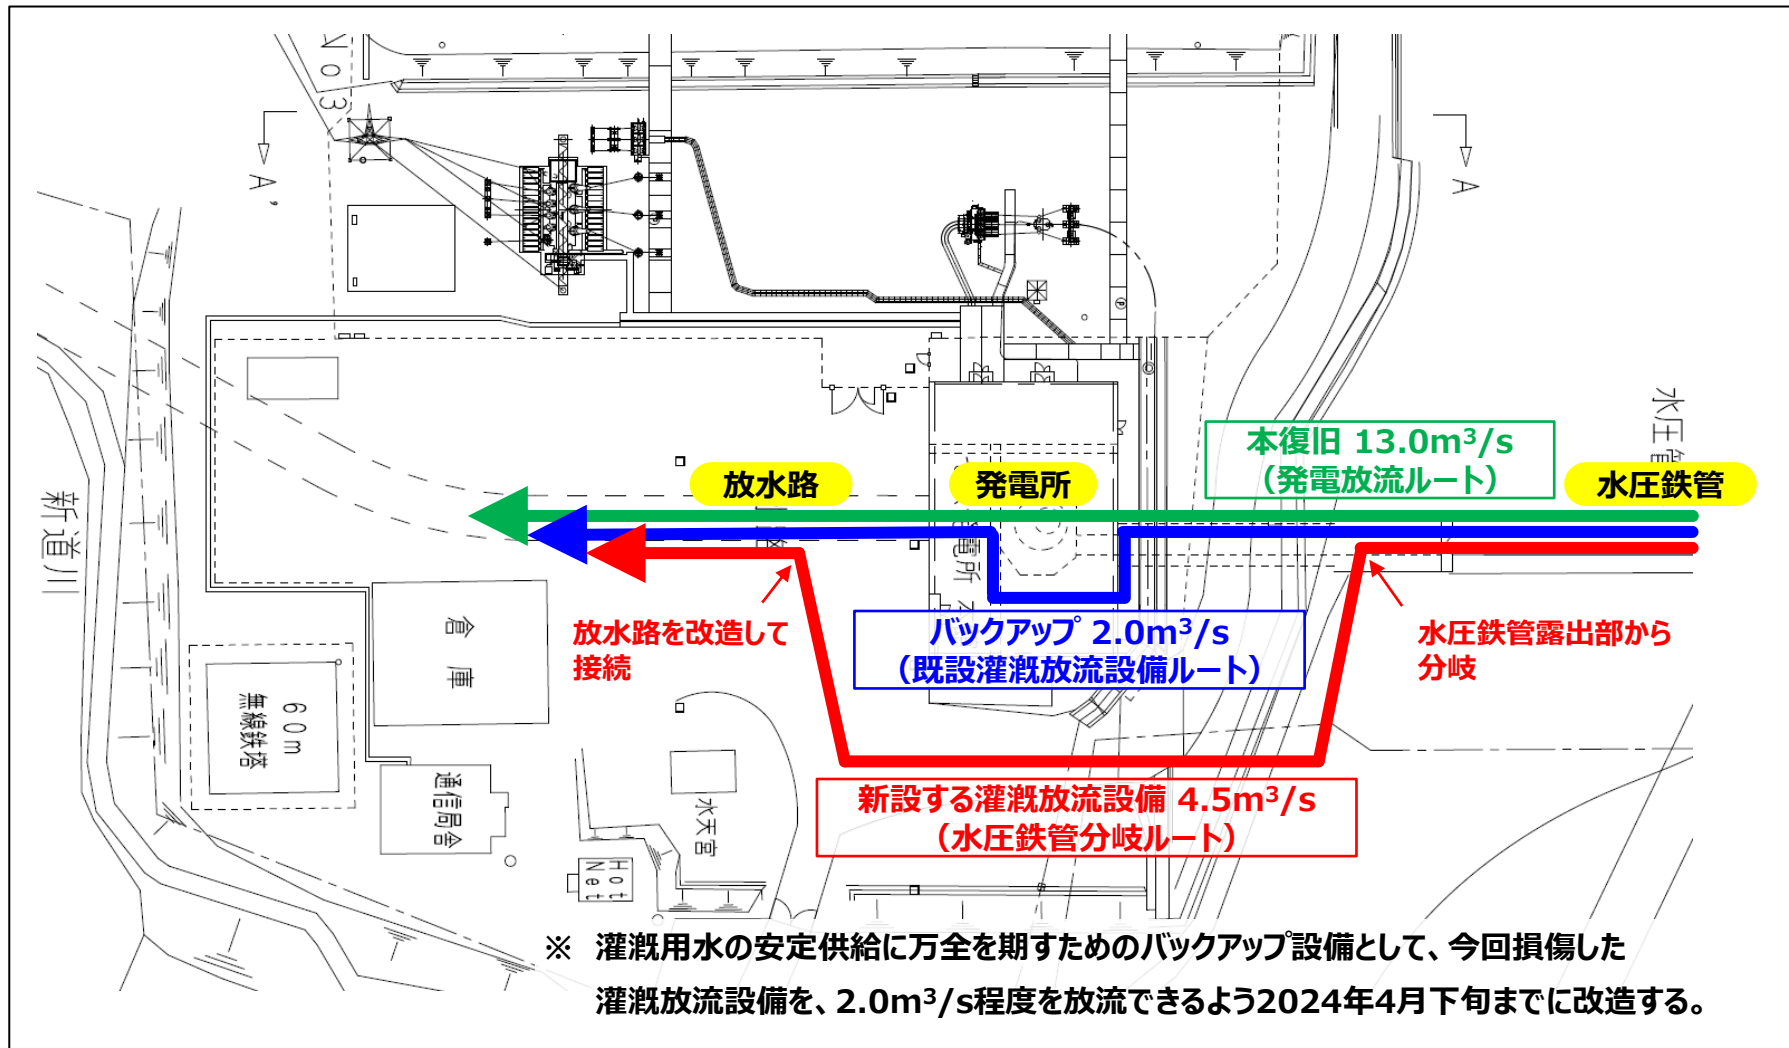 No3
A'
A
P
水圧管
本復旧 13.0m³/s
（発電放流ルート）
放水路
発電所
水圧鉄管
新道川
電所
放水路を改造して
接続
バックアップ 2.0m³/s
（既設灌漑放流設備ルート）
水圧鉄管露出部から
分岐
倉庫
60m
無線鉄塔
通信局舎
水天宮
Hot
Net
新設する灌漑放流設備 4.5m³/s
（水圧鉄管分岐ルート）
※ 灌漑用水の安定供給に万全を期すためのバックアップ設備として、今回損傷した
灌漑放流設備を、2.0m³/s程度を放流できるよう2024年4月下旬までに改造する。